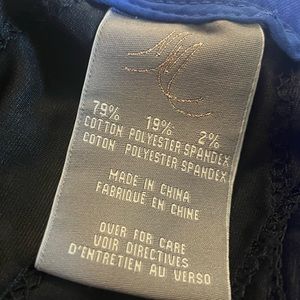 79% 19% 2%
COTTON POLYESTER SPANDEX
COTON POLYESTER SPANDEX
MADE IN CHINA
FABRIQUÉ EN CHINE
OVER FOR CARE
VOIR DIRECTIVES
D'ENTRETIEN AU VERSO